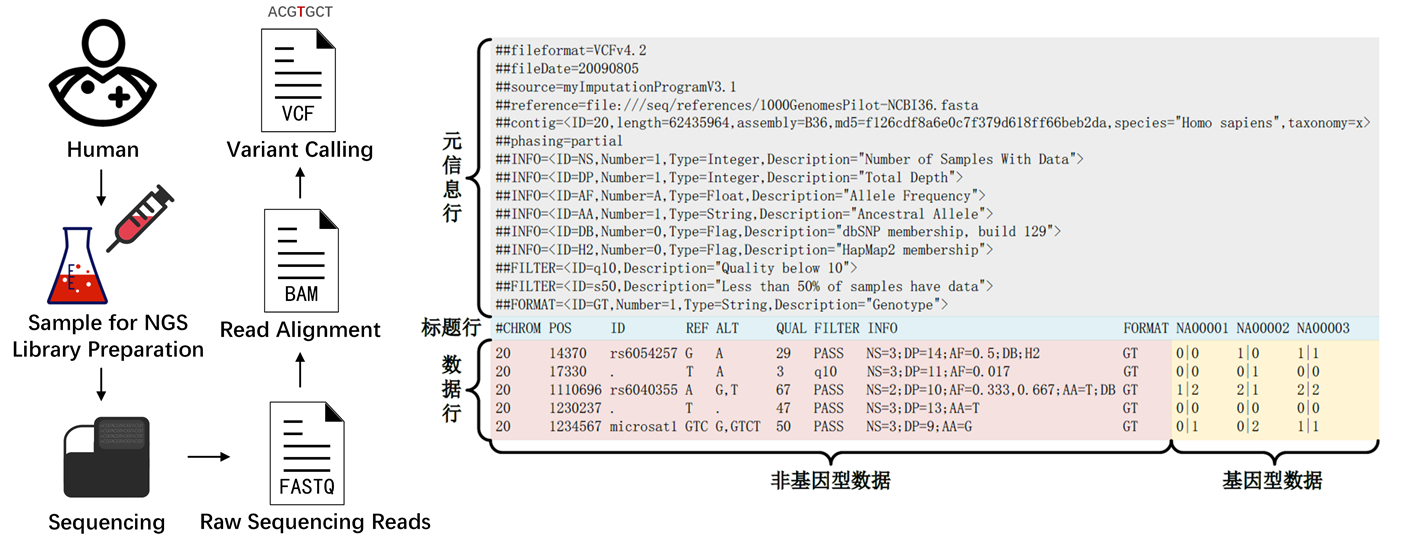 ACGTGCT
VCF
Human
Variant Calling
BAM
Sample for NGS
Library Preparation
Read Alignment
FASTQ
Sequencing
Raw Sequencing Reads
元信息行
##fileformat=VCFv4.2
##fileDate=20090805
##source=myImputationProgramV3.1
##reference=file:///seq/references/1000GenomesPilot-NCBI36.fasta
##contig=<ID=20,length=62435964,assembly=B36,md5=f126cdf8a6e0c7f379d618ff66beb2da,species="Homo sapiens",taxonomy=x>
##phasing=partial
##INFO=<ID=NS,Number=1,Type=Integer,Description="Number of Samples With Data">
##INFO=<ID=DP,Number=1,Type=Integer,Description="Total Depth">
##INFO=<ID=AF,Number=A,Type=Float,Description="Allele Frequency">
##INFO=<ID=AA,Number=1,Type=String,Description="Ancestral Allele">
##INFO=<ID=DB,Number=0,Type=Flag,Description="dbSNP membership, build 129">
##INFO=<ID=H2,Number=0,Type=Flag,Description="HapMap2 membership">
##FILTER=<ID=q10,Description="Quality below 10">
##FILTER=<ID=s50,Description="Less than 50% of samples have data">
##FORMAT=<ID=GT,Number=1,Type=String,Description="Genotype">
标题行
#CHROM POS ID REF ALT QUAL FILTER INFO FORMAT NA00001 NA00002 NA00003
数据行
20 14370 rs6054257 G A 29 PASS NS=3;DP=14;AF=0.5;DB;H2 GT 0|0 1|0 1|1
20 17330 . T A 3 q10 NS=3;DP=11;AF=0.017 GT 0|0 0|1 0|0
20 1110696 rs6040355 A G,T 67 PASS NS=2;DP=10;AF=0.333,0.667;AA=T;DB GT 1|2 2|1 2|2
20 1230237 . T . 47 PASS NS=3;DP=13;AA=T GT 0|0 0|0 0|0
20 1234567 microsat1 GTC G,GTCT 50 PASS NS=3;DP=9;AA=G GT 0|1 0|2 1|1
非基因型数据
基因型数据